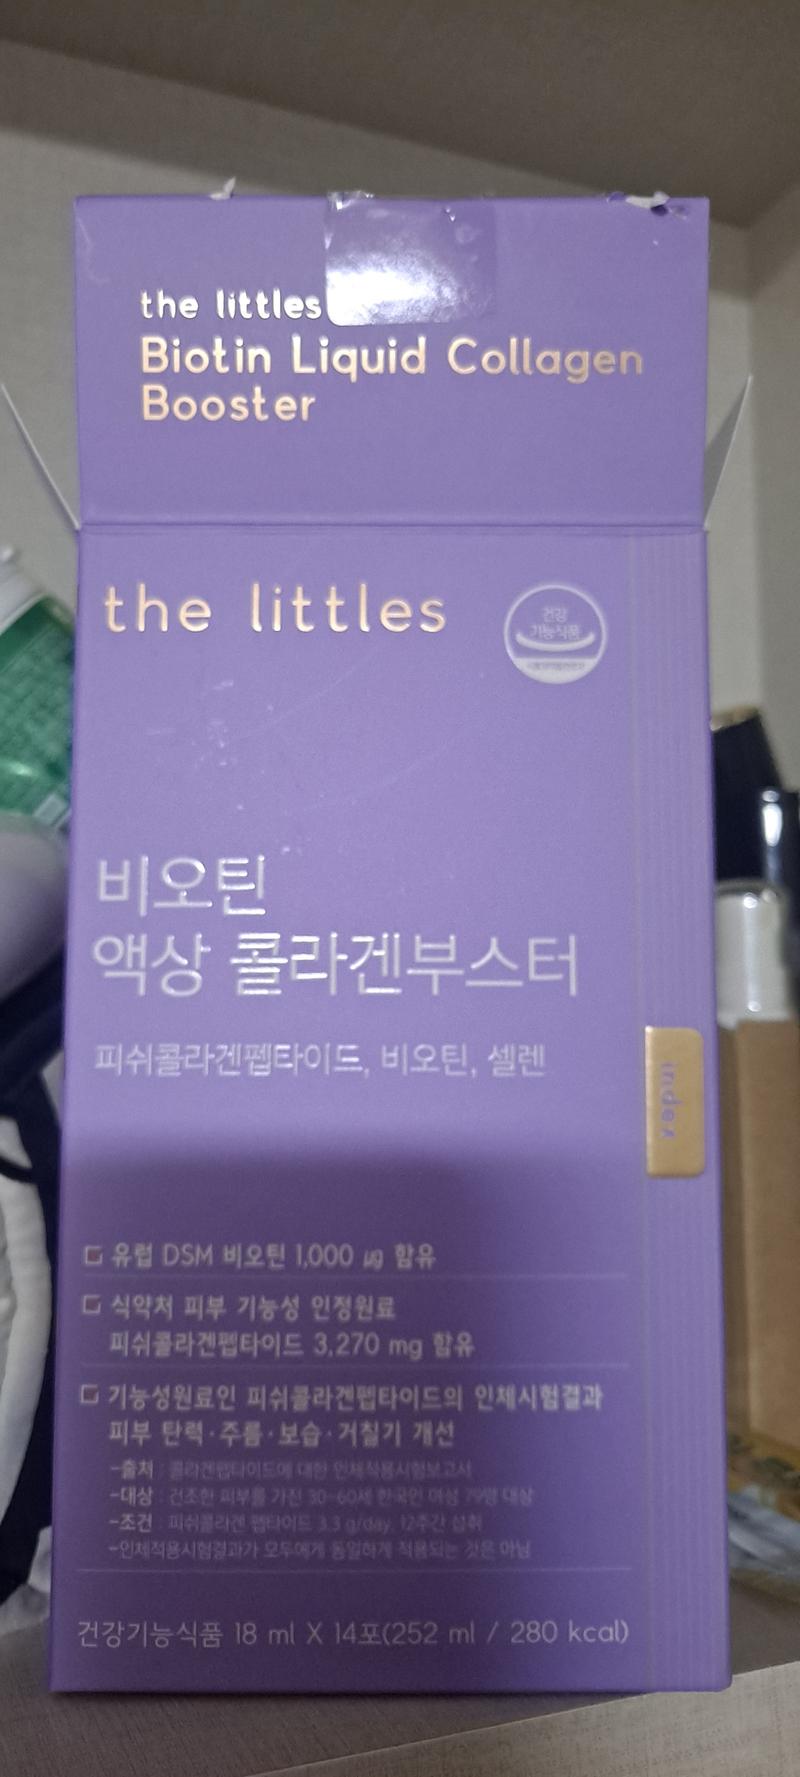 the littles
Biotin Liquid Collagen
Booster
the littles
건강
기능식품
비오틴
액상 콜라겐부스터
피쉬콜라겐펩타이드, 비오틴, 셀렌
index
유럽 DSM 비오틴 1,000 ㎍ 함유
식약처 피부 기능성 인정원료
피쉬콜라겐펩타이드 3,270 mg 함유
기능성원료인 피쉬콜라겐펩타이드의 인체시험결과
피부 탄력·주름·보습·거칠기 개선
-출처 : 콜라겐펩타이드에 대한 인체적용시험보고서
-대상 : 건조한 피부를 가진 30-60세 한국인 여성 79명 대상
-조건 : 피쉬콜라겐 펩타이드 3.3 g/day, 12주간 섭취
-인체적용시험결과가 모두에게 동일하게 적용되는 것은 아님
건강기능식품 18 ml X 14포(252 ml / 280 kcal)